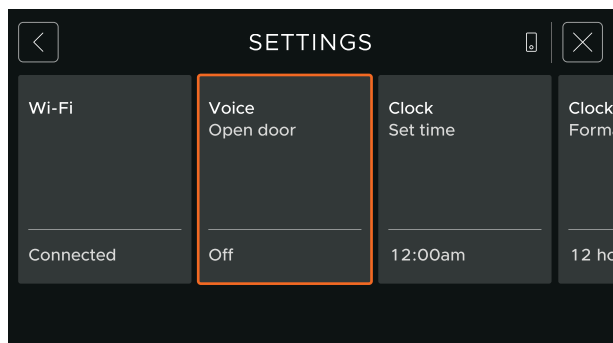 SETTINGS
Wi-Fi
Connected
Voice
Open door
Off
Clock
Set time
12:00am
Clock